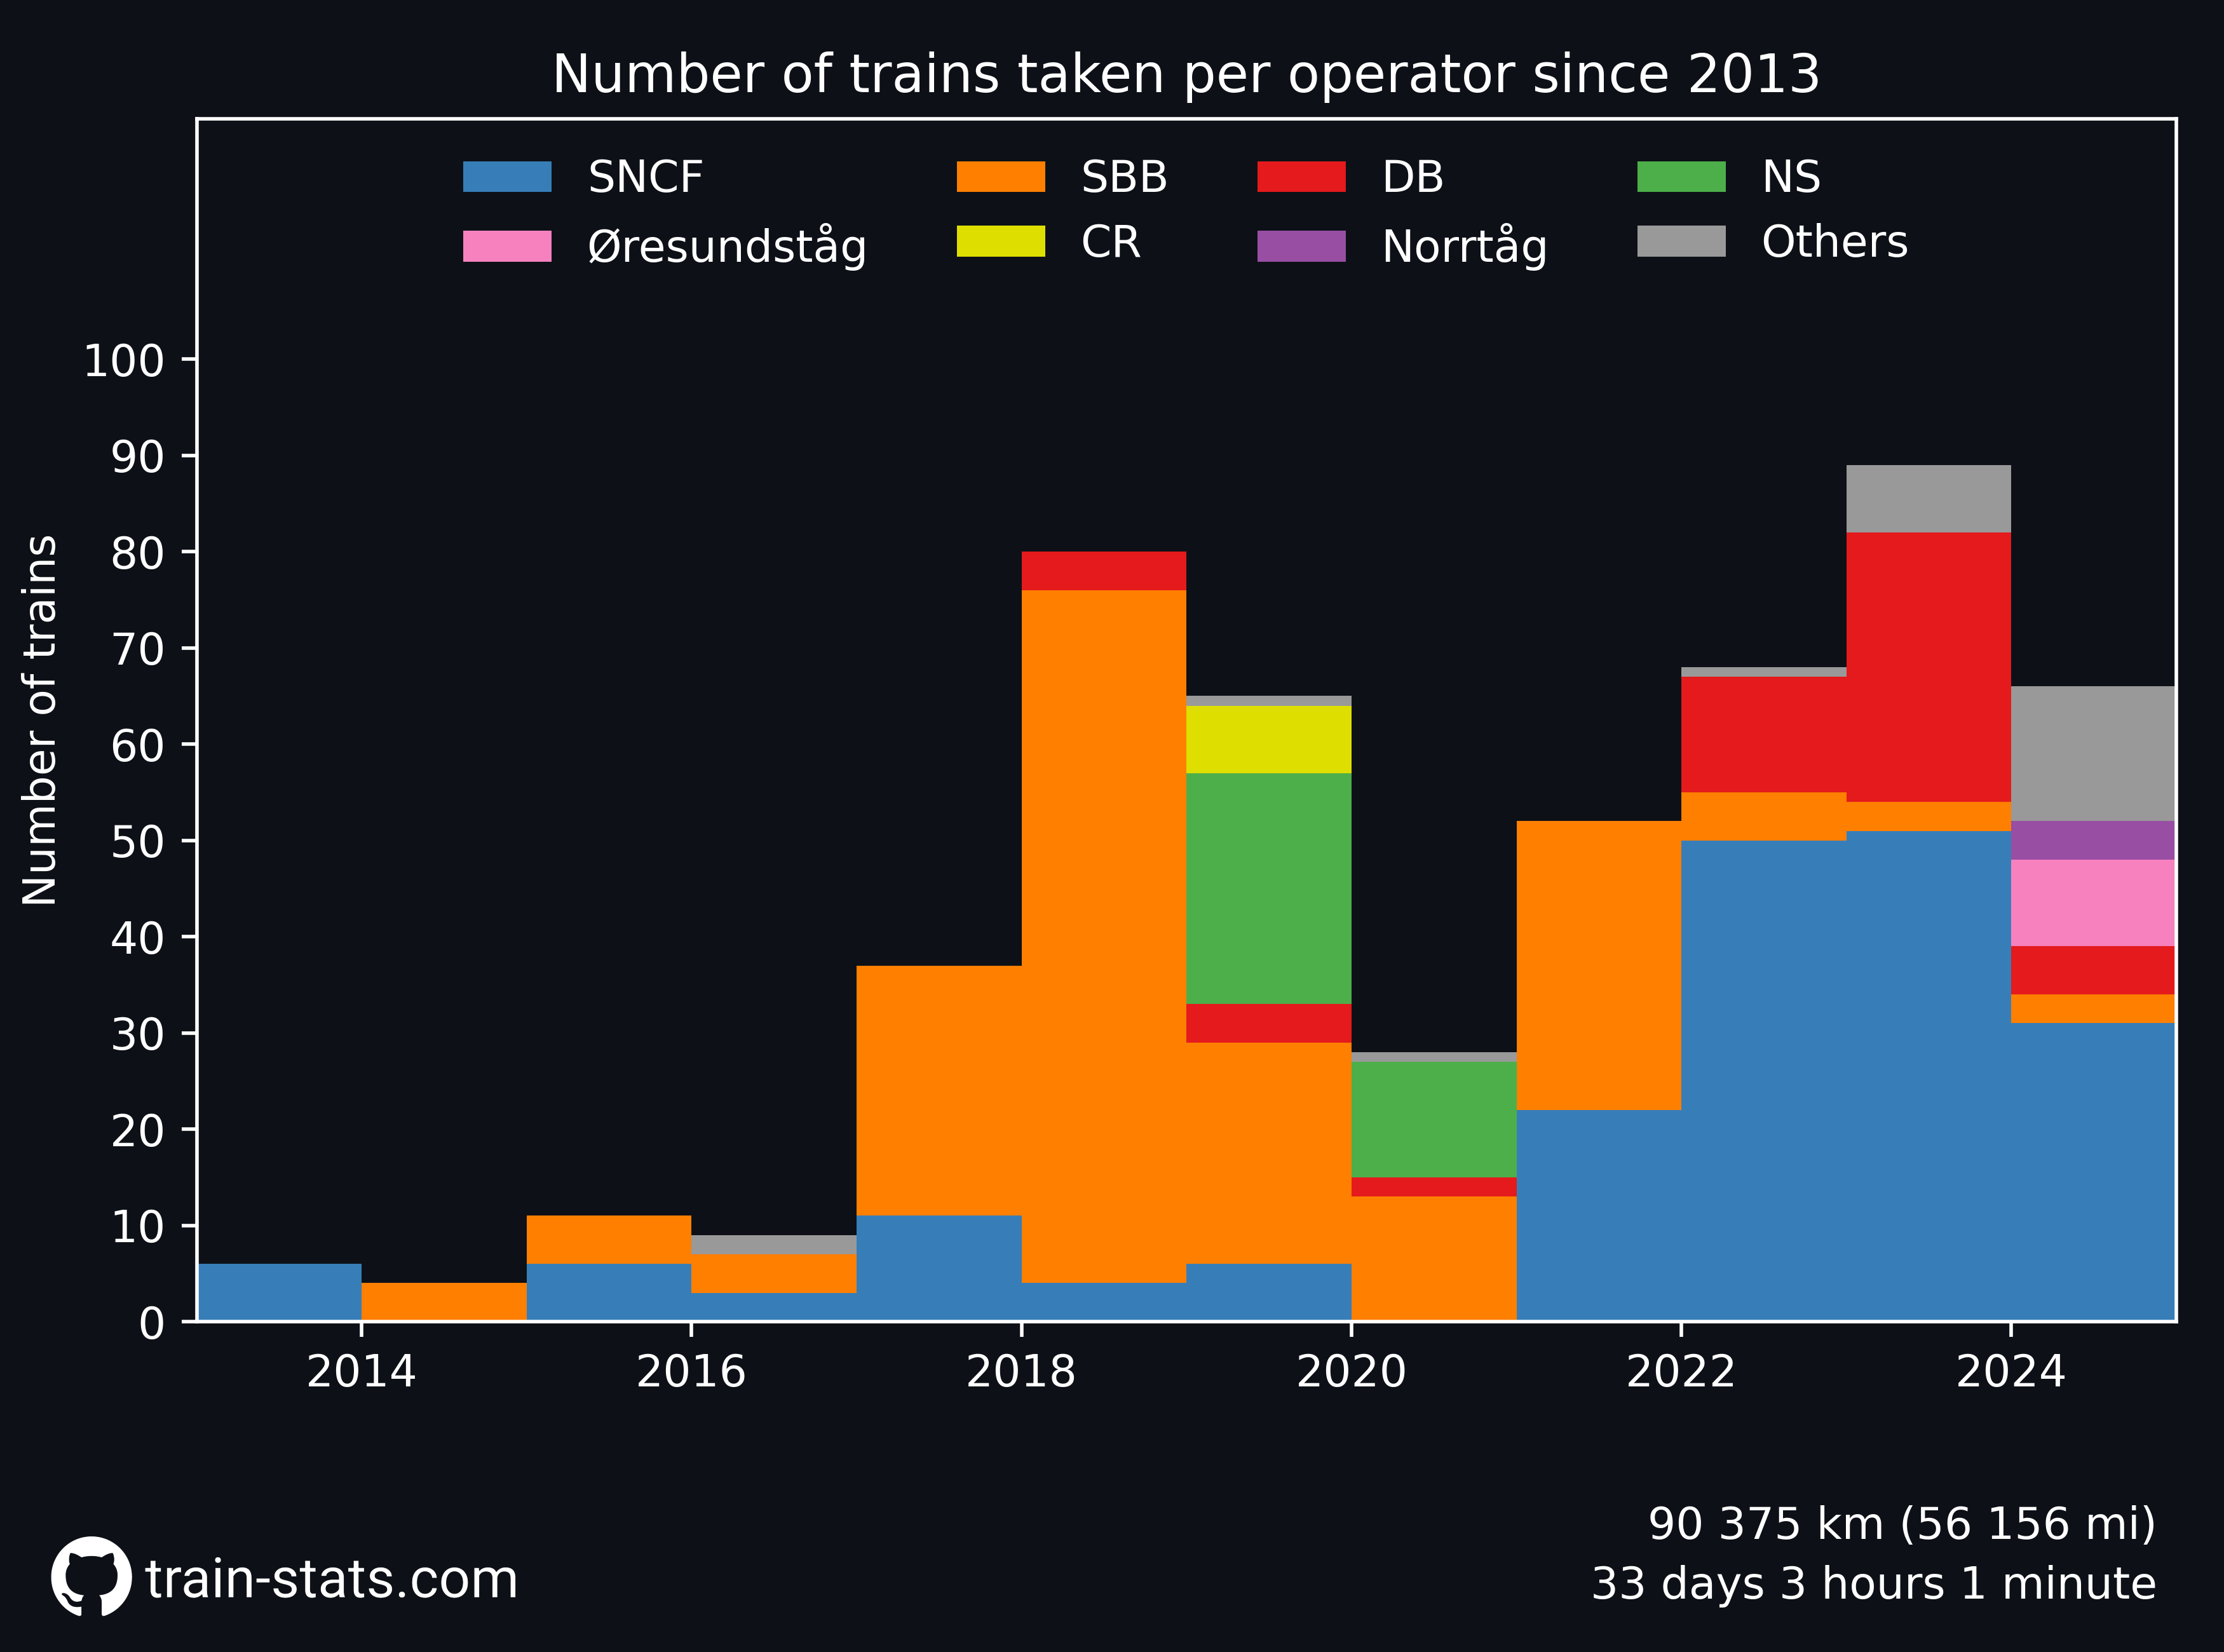 Number of trains taken per operator since 2013
SNCF SBB DB NS
Øresundståg CR Norrtåg Others
Number of trains
100
90
80
70
60
50
40
30
20
10
0
2014 2016 2018 2020 2022 2024
90 375 km (56 156 mi)
train-stats.com
33 days 3 hours 1 minute